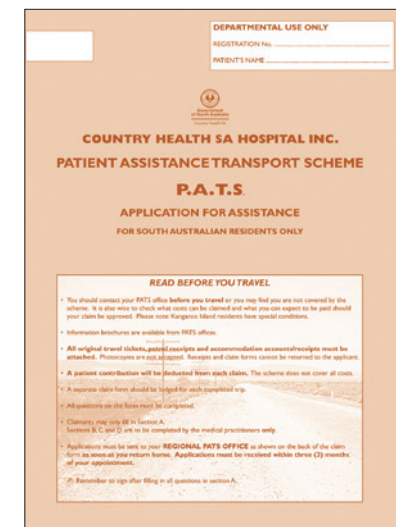 DEPARTMENTAL USE ONLY
REGISTRATION No.
PATIENT'S NAME
Government
of South Australia
Country Health SA
COUNTRY HEALTH SA HOSPITAL INC.
PATIENT ASSISTANCE TRANSPORT SCHEME
P.A.T.S.
APPLICATION FOR ASSISTANCE
FOR SOUTH AUSTRALIAN RESIDENTS ONLY
READ BEFORE YOU TRAVEL
• You should contact your PATS office before you travel or you may find you are not covered by the
scheme. It is also wise to check what costs can be claimed and what you can expect to be paid should
your claim be approved. Please note: Kangaroo Island residents have special conditions.
• Information brochures are available from PATS offices.
• All original travel tickets, petrol receipts and accommodation accounts/receipts must be
attached. Photocopies are not accepted. Receipts and claim forms cannot be returned to the applicant.
• A patient contribution will be deducted from each claim. The scheme does not cover all costs.
• A separate claim form should be lodged for each completed trip.
• All questions on the form must be completed.
• Claimants may only fill in Section A.
Sections B, C and D are to be completed by the medical practitioners only.
• Applications must be sent to your REGIONAL PATS OFFICE as shown on the back of the claim
form as soon as you return home. Applications must be received within three (3) months
of your appointment.
Remember to sign after filling in all questions in section A.